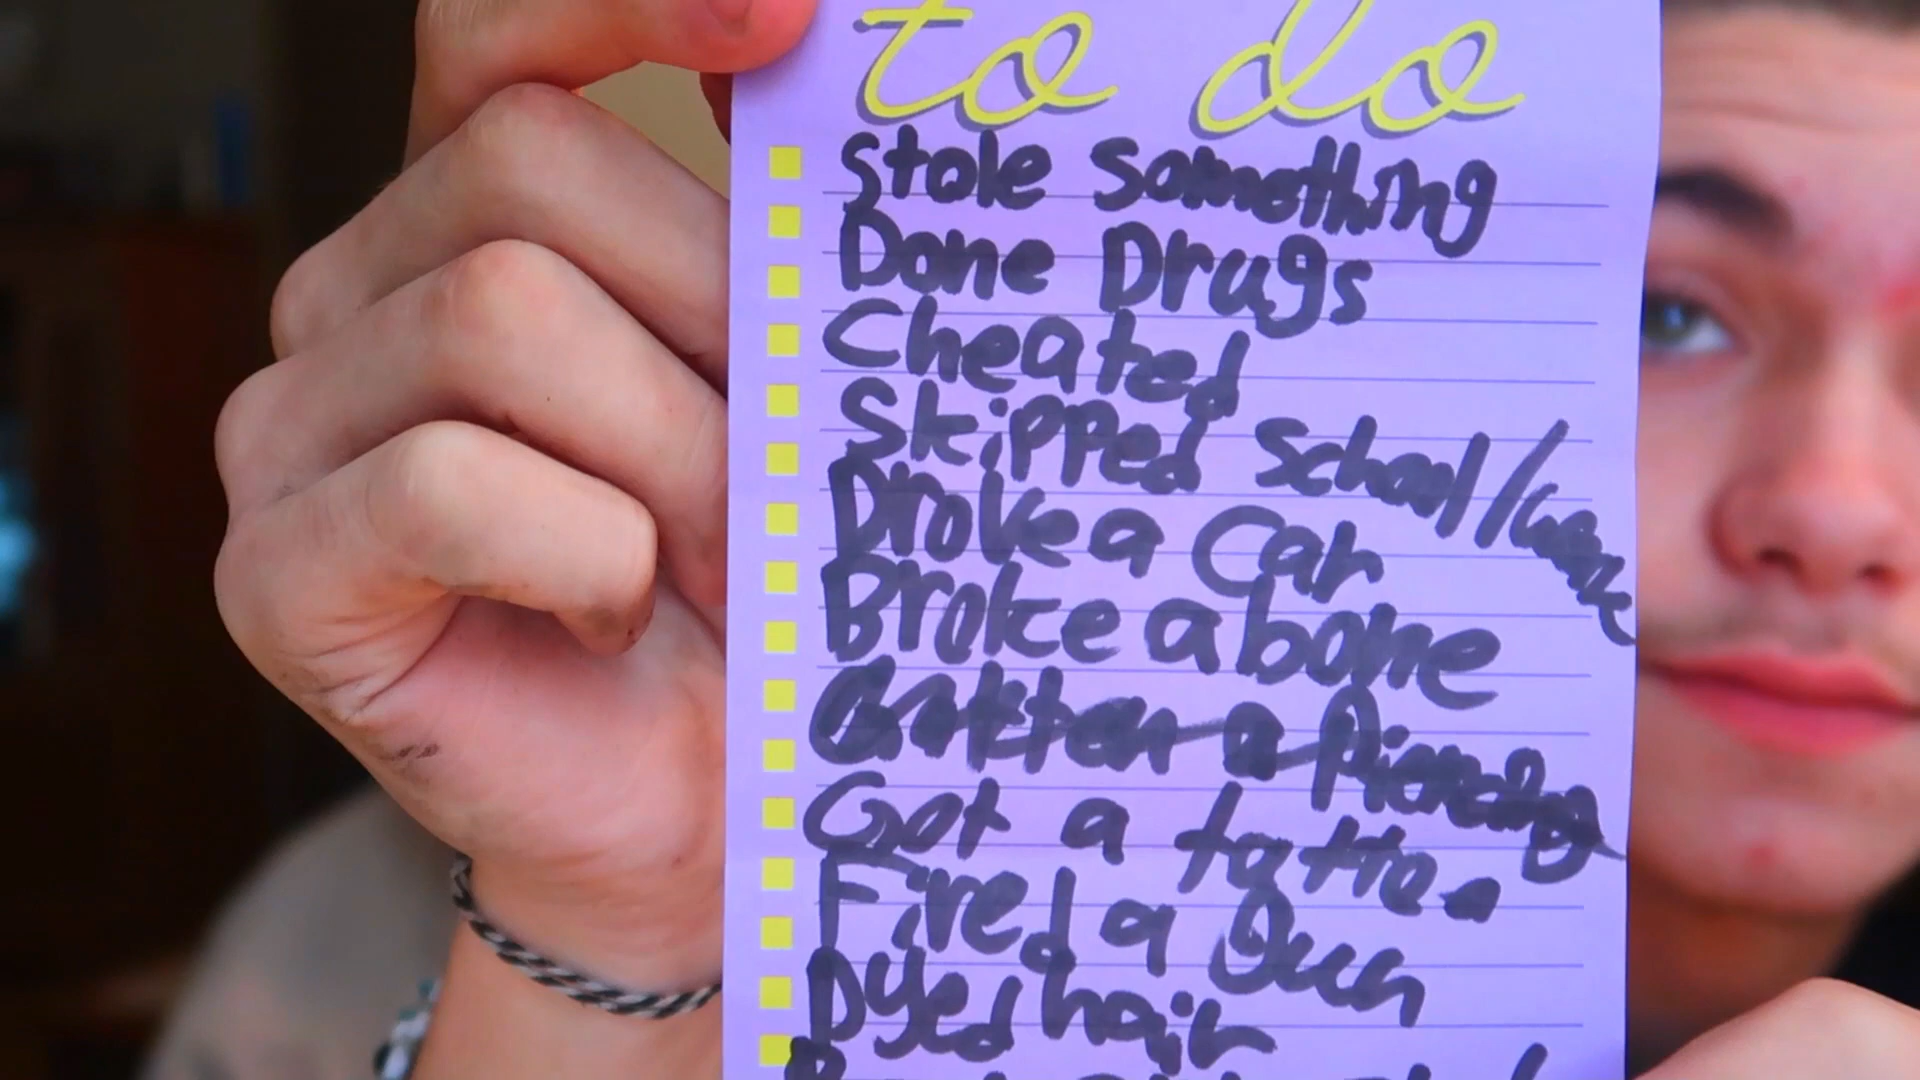 to do
Stole Something
Done Drugs
Cheated
Skipped School/work
Drove a Car
Broke a bone
Gotten a Piercing
Got a tattoo
Fired a Gun
Dyed hair